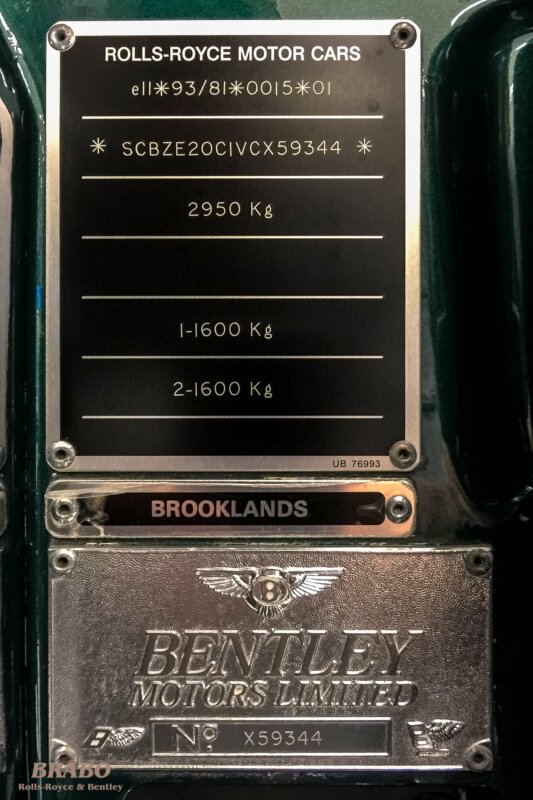 ROLLS-ROYCE MOTOR CARS
e11*93/81*0015*01
* SCBZE20C1VCX59344 *
2950 Kg
1-1600 Kg
2-1600 Kg
UB 76993
BROOKLANDS
B
BENTLEY
MOTORS LIMITED
B No X59344 B
BRABO
Rolls-Royce & Bentley